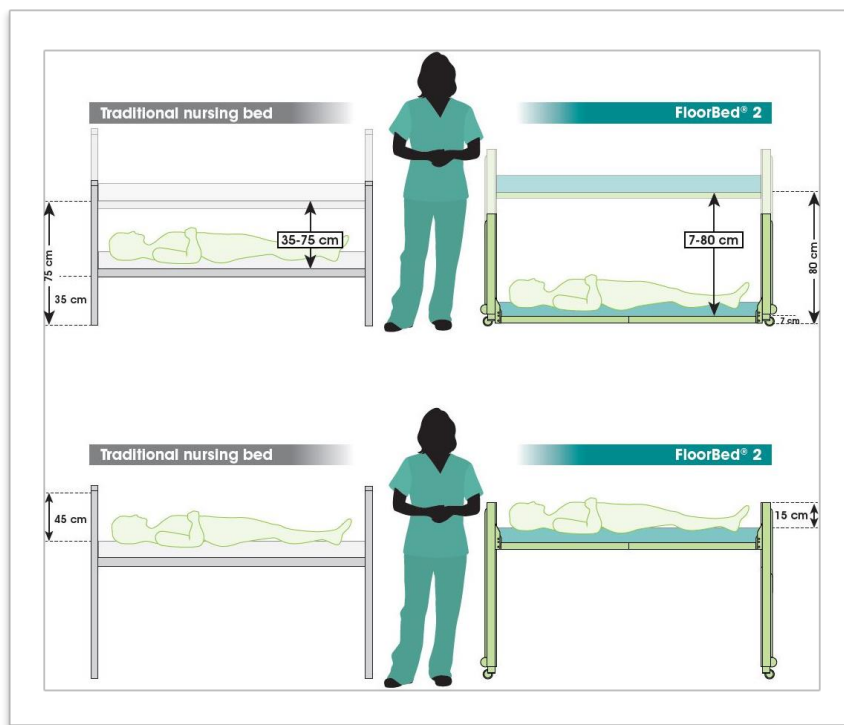 Traditional nursing bed
FloorBed® 2
35-75 cm
75 cm
35 cm
7-80 cm
80 cm
7 cm
Traditional nursing bed
FloorBed® 2
45 cm
15 cm